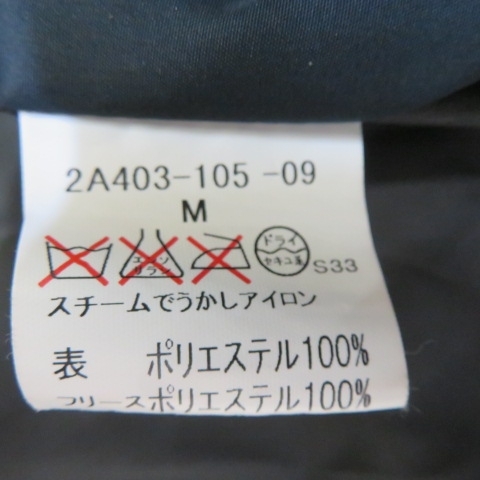 2A403-105 -09
M
エンソ サラシ ドライ セキユ系 S33
スチームでうかしアイロン
表 ポリエステル100%
フリースポリエステル100%